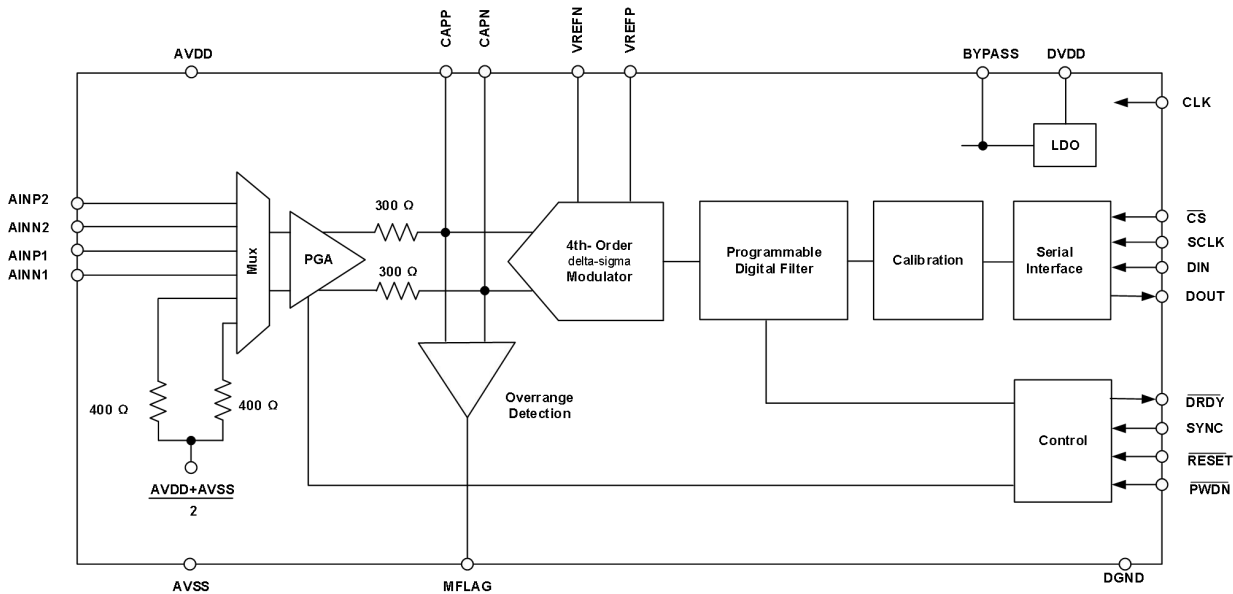 CAPP
CAPN
VREFN
VREFP
AVDD
BYPASS
DVDD
CLK
LDO
AINP2
AINN2
AINP1
AINN1
Mux
PGA
300 Ω
300 Ω
4th- Order
delta-sigma
Modulator
Programmable
Digital Filter
Calibration
Serial
Interface
CS
SCLK
DIN
DOUT
400 Ω
400 Ω
Overrange
Detection
Control
DRDY
SYNC
RESET
PWDN
AVDD+AVSS
2
AVSS
MFLAG
DGND